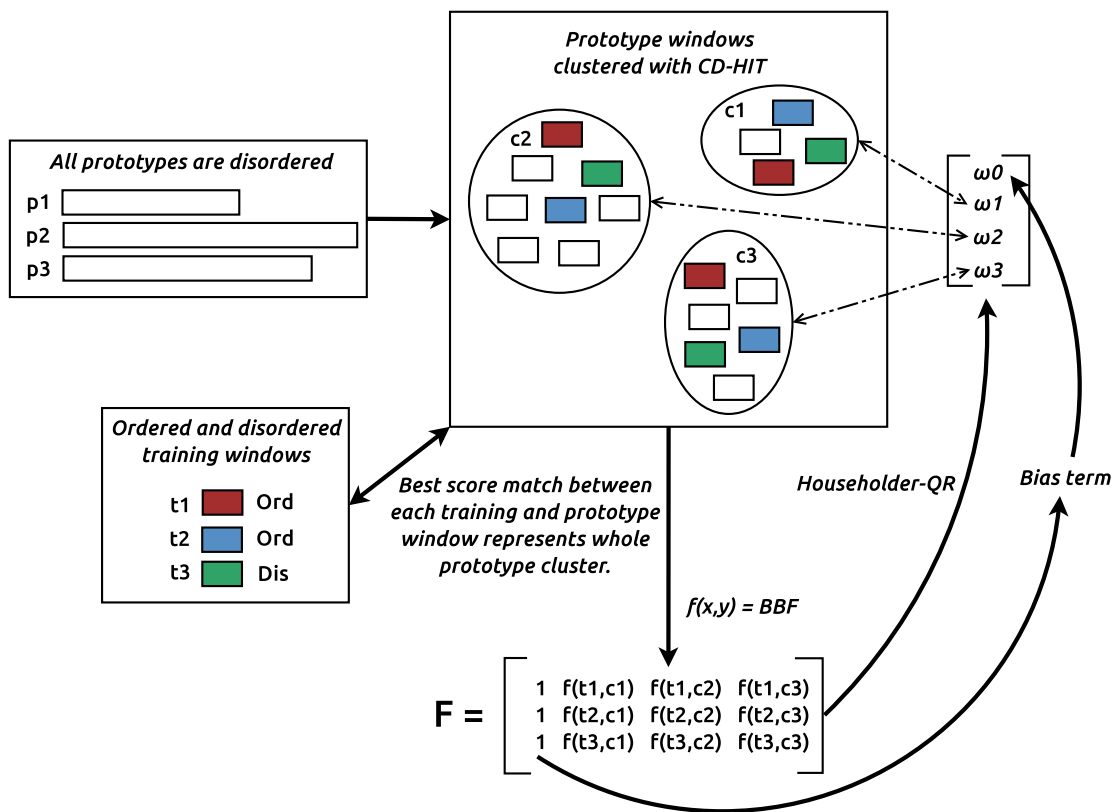 Prototype windows
clustered with CD-HIT
c1
c2
c3
All prototypes are disordered
p1
p2
p3
ω0
ω1
ω2
ω3
Ordered and disordered
training windows
t1 Ord
t2 Ord
t3 Dis
Best score match between
each training and prototype
window represents whole
prototype cluster.
Householder-QR
Bias term
f(x,y) = BBF
F =
1 f(t1,c1) f(t1,c2) f(t1,c3)
1 f(t2,c1) f(t2,c2) f(t2,c3)
1 f(t3,c1) f(t3,c2) f(t3,c3)